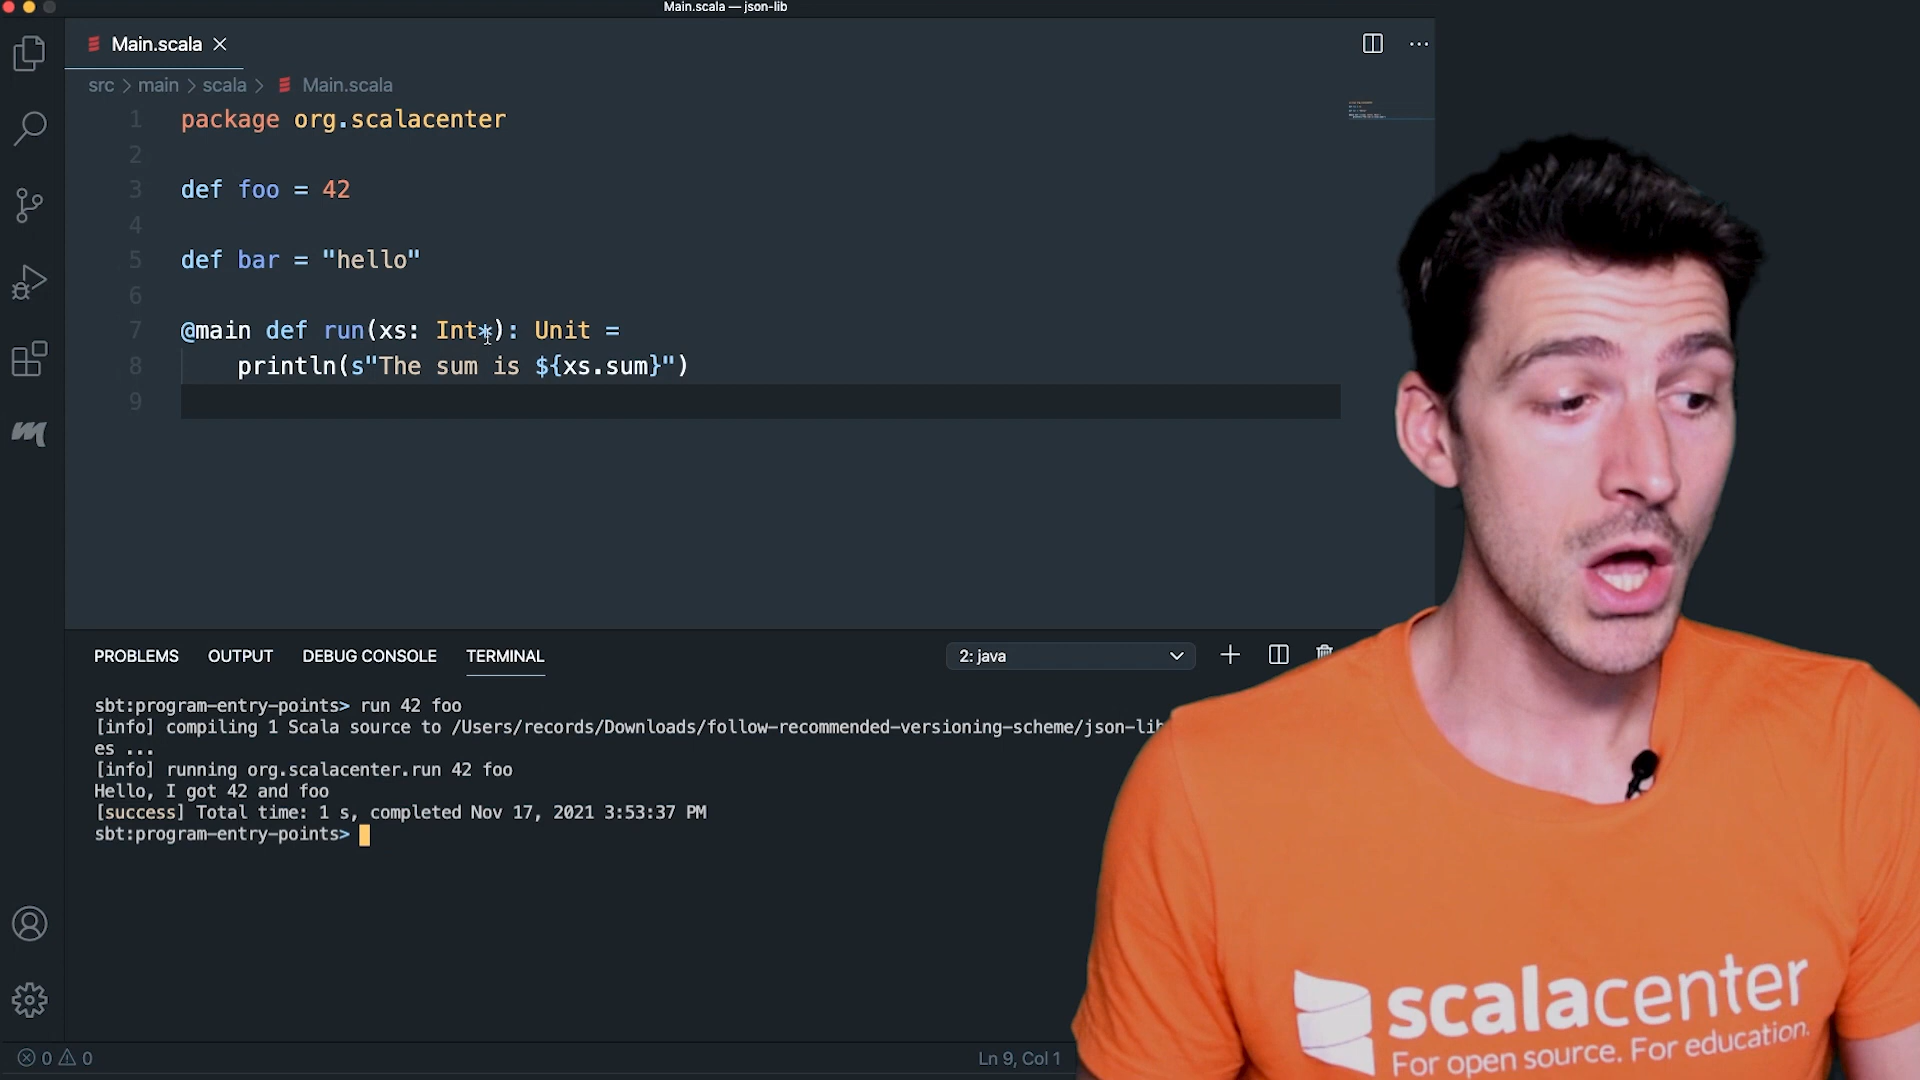 Main.scala — json-lib
Main.scala
src > main > scala > Main.scala
1 package org.scalacenter
2
3 def foo = 42
4
5 def bar = "hello"
6
7 @main def run(xs: Int*): Unit =
8 println(s"The sum is ${xs.sum}")
9
PROBLEMS OUTPUT DEBUG CONSOLE TERMINAL 2: java
sbt:program-entry-points> run 42 foo
[info] compiling 1 Scala source to /Users/records/Downloads/follow-recommended-versioning-scheme/json-lib
es ...
[info] running org.scalacenter.run 42 foo
Hello, I got 42 and foo
[success] Total time: 1 s, completed Nov 17, 2021 3:53:37 PM
sbt:program-entry-points>
0 0 Ln 9, Col 1
scalacenter
For open source. For education.